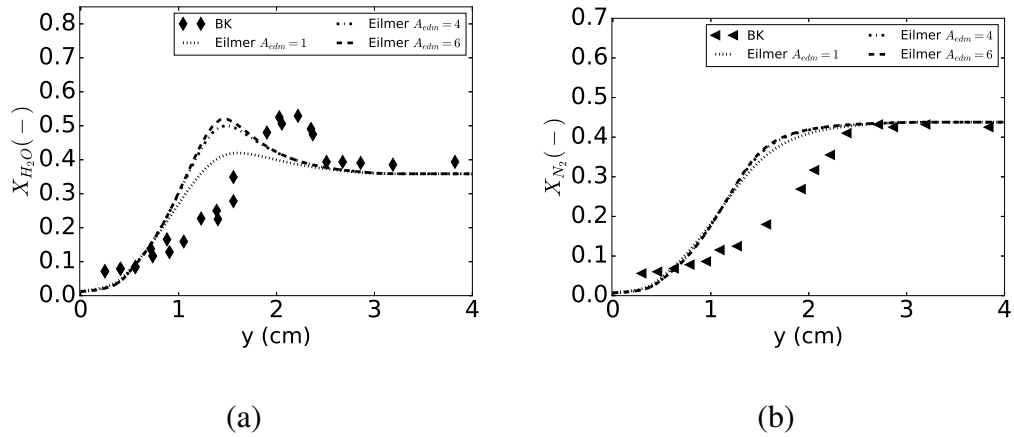 0.8
0.7
0.6
0.5
0.4
0.3
0.2
0.1
0.0
X_{H_2O}(-)
BK
Eilmer A_{edm} = 1
Eilmer A_{edm} = 4
Eilmer A_{edm} = 6
0 1 2 3 4
y (cm)
(a)
0.7
0.6
0.5
0.4
0.3
0.2
0.1
0.0
X_{N_2}(-)
BK
Eilmer A_{edm} = 1
Eilmer A_{edm} = 4
Eilmer A_{edm} = 6
0 1 2 3 4
y (cm)
(b)